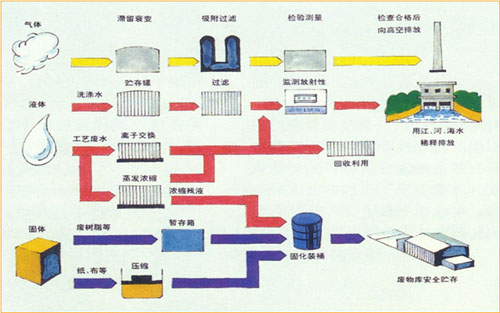 气体
滞留衰变
吸附过滤
检验测量
检查合格后
向高空排放
液体
洗涤水
贮存罐
过滤
监测放射性
用江、河、海水
稀释排放
工艺废水
离子交换
回收利用
蒸发浓缩
浓缩残液
固体
废树脂等
暂存箱
固化装桶
纸、布等
压缩
废物库安全贮存